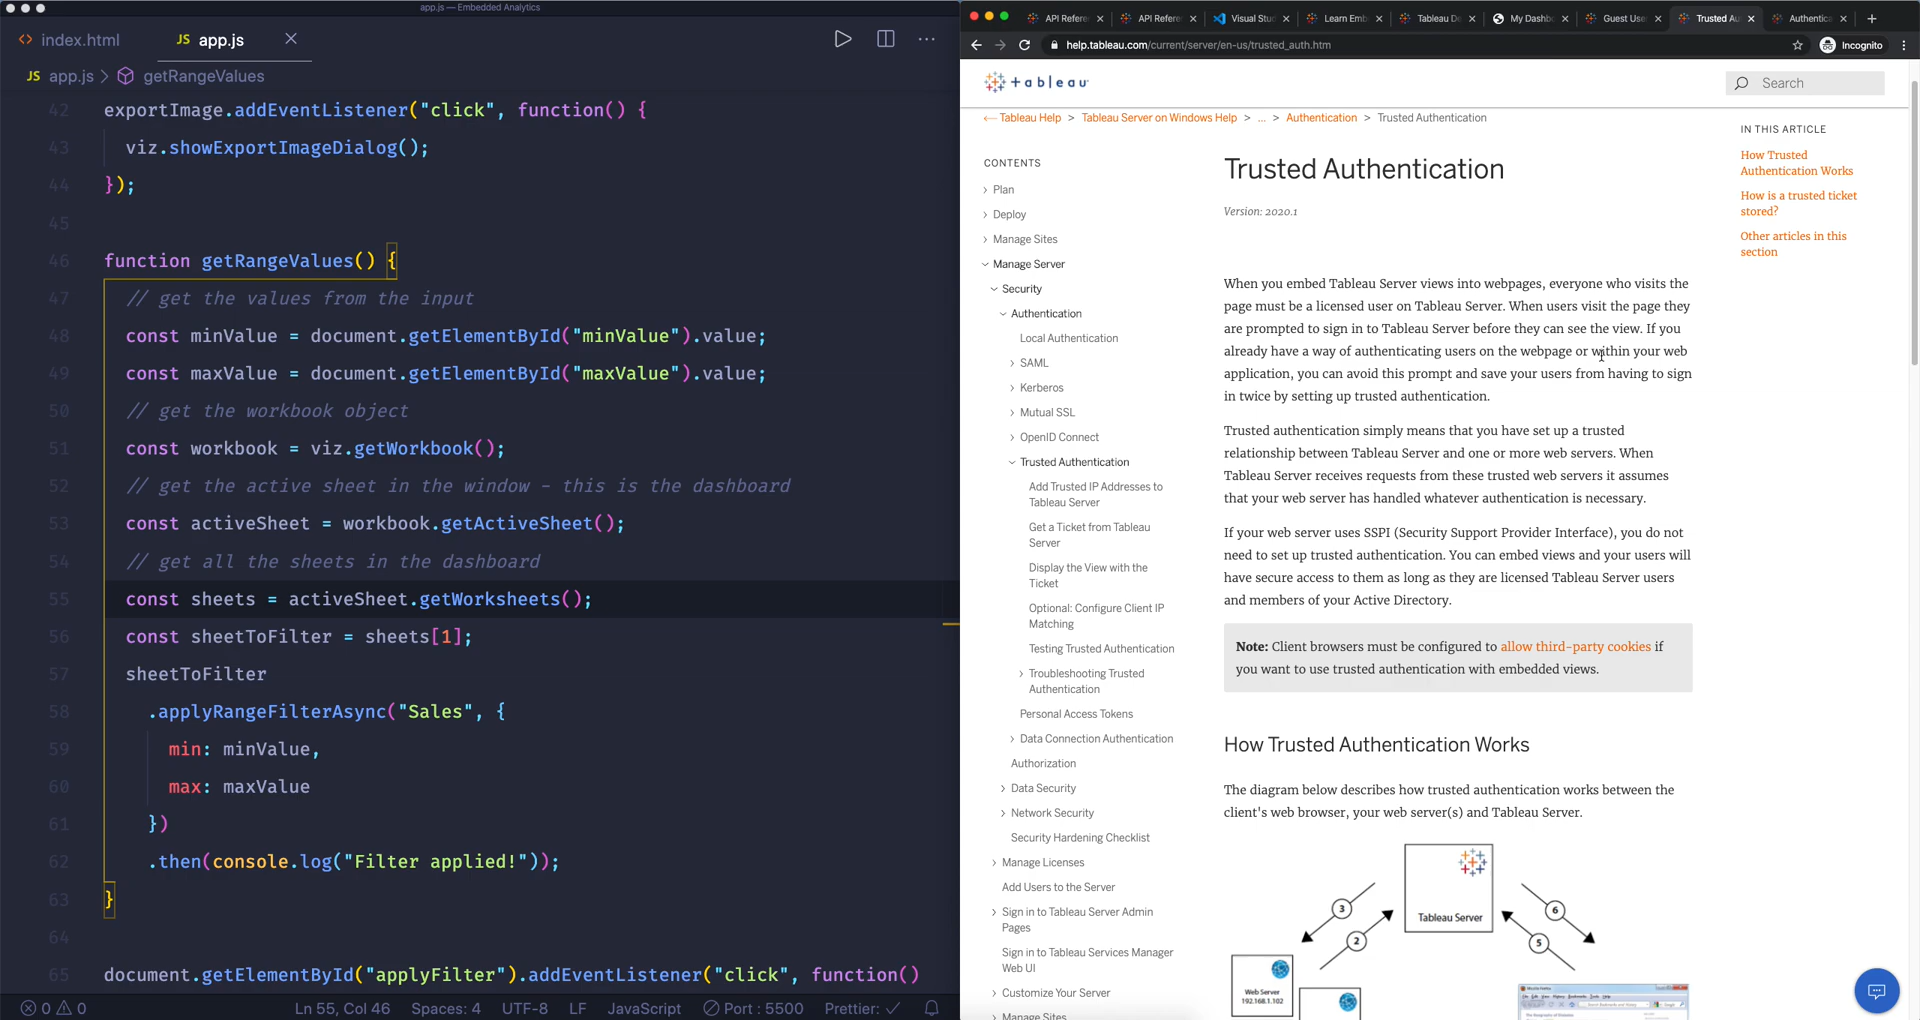 app.js — Embedded Analytics
<> index.html
JS app.js
JS app.js > getRangeValues
42 exportImage.addEventListener("click", function() {
43 viz.showExportImageDialog();
44 });
45
46 function getRangeValues() {
47 // get the values from the input
48 const minValue = document.getElementById("minValue").value;
49 const maxValue = document.getElementById("maxValue").value;
50 // get the workbook object
51 const workbook = viz.getWorkbook();
52 // get the active sheet in the window - this is the dashboard
53 const activeSheet = workbook.getActiveSheet();
54 // get all the sheets in the dashboard
55 const sheets = activeSheet.getWorksheets();
56 const sheetToFilter = sheets[1];
57 sheetToFilter
58 .applyRangeFilterAsync("Sales", {
59 min: minValue,
60 max: maxValue
61 })
62 .then(console.log("Filter applied!"));
63 }
64
65 document.getElementById("applyFilter").addEventListener("click", function()
0 0
Ln 55, Col 46
Spaces: 4
UTF-8
LF
JavaScript
Port : 5500
Prettier: ✓
API Refere
API Refere
Visual Stu
Learn Emb
Tableau De
My Dashb
Guest Use
Trusted Au
Authentica
help.tableau.com/current/server/en-us/trusted_auth.htm
Incognito
+ a b l e a u
Search
Tableau Help > Tableau Server on Windows Help > ... > Authentication > Trusted Authentication
CONTENTS
Plan
Deploy
Manage Sites
Manage Server
Security
Authentication
Local Authentication
SAML
Kerberos
Mutual SSL
OpenID Connect
Trusted Authentication
Add Trusted IP Addresses to
Tableau Server
Get a Ticket from Tableau
Server
Display the View with the
Ticket
Optional: Configure Client IP
Matching
Testing Trusted Authentication
Troubleshooting Trusted
Authentication
Personal Access Tokens
Data Connection Authentication
Authorization
Data Security
Network Security
Security Hardening Checklist
Manage Licenses
Add Users to the Server
Sign in to Tableau Server Admin
Pages
Sign in to Tableau Services Manager
Web UI
Customize Your Server
Manage Sites
Trusted Authentication
Version: 2020.1
When you embed Tableau Server views into webpages, everyone who visits the
page must be a licensed user on Tableau Server. When users visit the page they
are prompted to sign in to Tableau Server before they can see the view. If you
already have a way of authenticating users on the webpage or within your web
application, you can avoid this prompt and save your users from having to sign
in twice by setting up trusted authentication.
Trusted authentication simply means that you have set up a trusted
relationship between Tableau Server and one or more web servers. When
Tableau Server receives requests from these trusted web servers it assumes
that your web server has handled whatever authentication is necessary.
If your web server uses SSPI (Security Support Provider Interface), you do not
need to set up trusted authentication. You can embed views and your users will
have secure access to them as long as they are licensed Tableau Server users
and members of your Active Directory.
Note: Client browsers must be configured to allow third-party cookies if
you want to use trusted authentication with embedded views.
How Trusted Authentication Works
The diagram below describes how trusted authentication works between the
client's web browser, your web server(s) and Tableau Server.
Tableau Server
3
2
6
5
Web Server
192.168.1.102
IN THIS ARTICLE
How Trusted
Authentication Works
How is a trusted ticket
stored?
Other articles in this
section